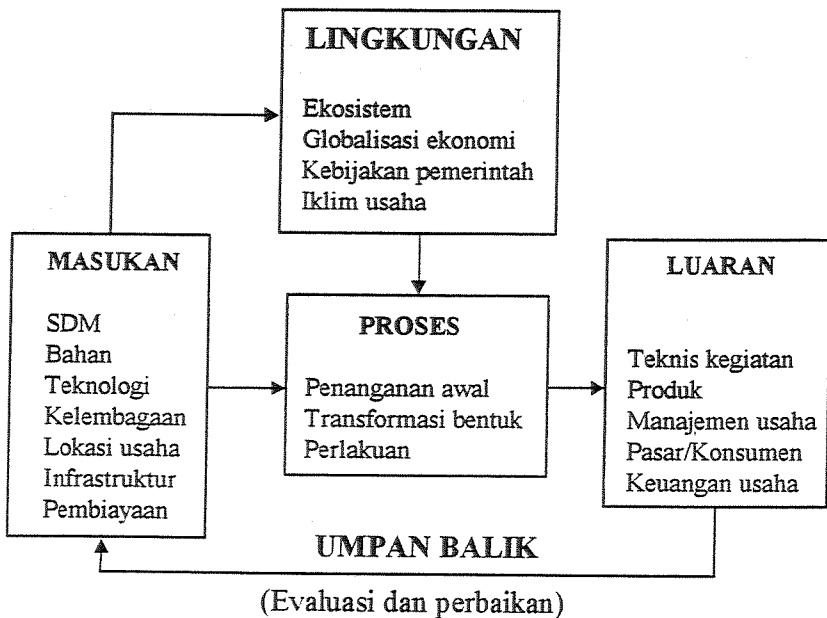 LINGKUNGAN
Ekosistem
Globalisasi ekonomi
Kebijakan pemerintah
Iklim usaha
MASUKAN
SDM
Bahan
Teknologi
Kelembagaan
Lokasi usaha
Infrastruktur
Pembiayaan
PROSES
Penanganan awal
Transformasi bentuk
Perlakuan
LUARAN
Teknis kegiatan
Produk
Manajemen usaha
Pasar/Konsumen
Keuangan usaha
UMPAN BALIK
(Evaluasi dan perbaikan)